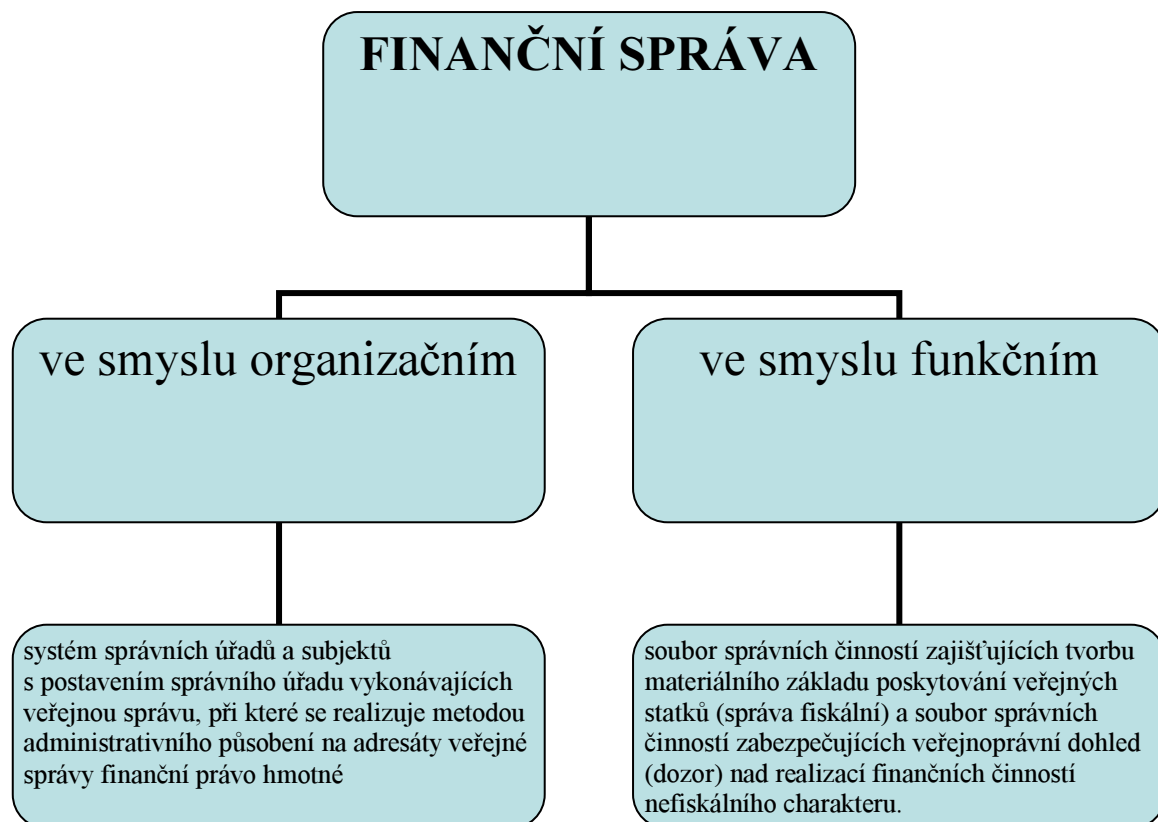 FINANČNÍ SPRÁVA
ve smyslu organizačním
ve smyslu funkčním
systém správních úřadů a subjektů
s postavením správního úřadu vykonávajících
veřejnou správu, při které se realizuje metodou
administrativního působení na adresáty veřejné
správy finanční právo hmotné
soubor správních činností zajišťujících tvorbu
materiálního základu poskytování veřejných
statků (správa fiskální) a soubor správních
činností zabezpečujících veřejnoprávní dohled
(dozor) nad realizací finančních činností
nefiskálního charakteru.